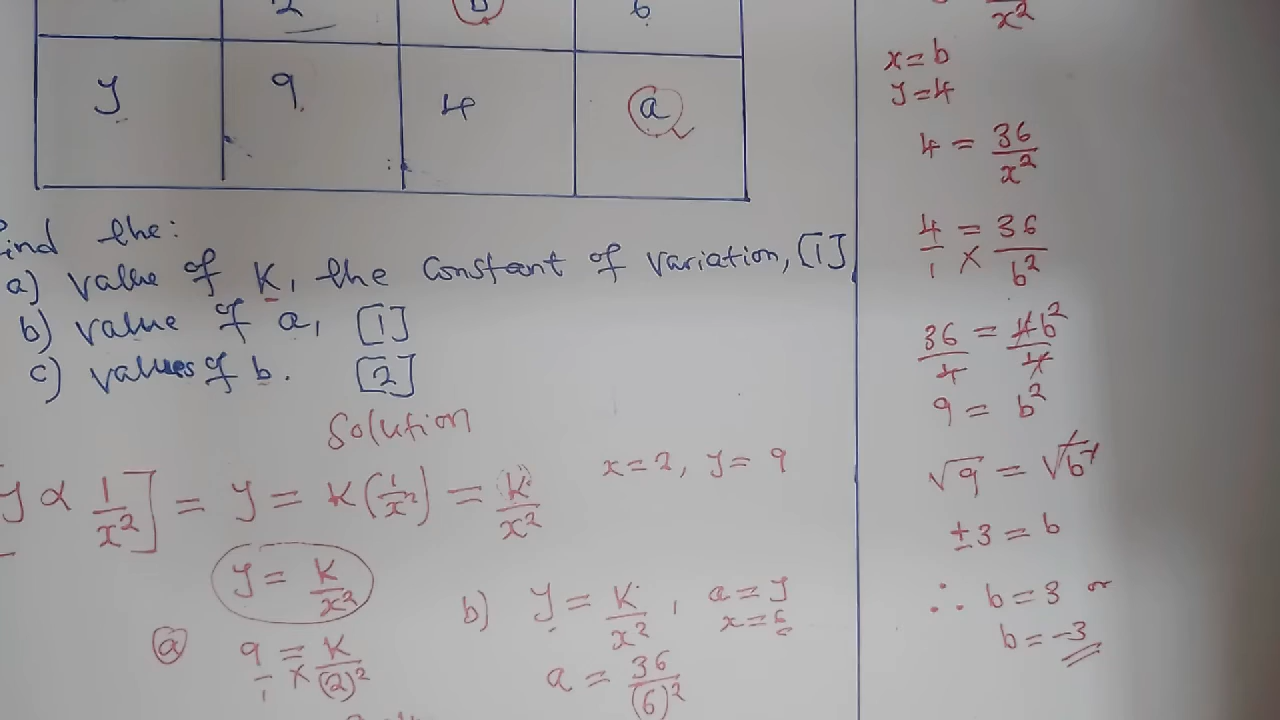 2 b 6
y 9 4 a
ind the:
a) value of K, the constant of variation, [1]
b) value of a, [1]
c) values of b. [2]
Solution
y ∝ 1/x²] = y = K(1/x²) = K/x²
x = 2, y = 9
y = K/x²
(a) 9/1 × = K/(2)²
b) y = K/x², a = y
x = 6
a = 36/(6)²
x²
x = b
y = 4
4 = 36/x²
4/1 × = 36/b²
36/4 = 4b²/4
9 = b²
√9 = √b²
±3 = b
∴ b = 3 or
b = -3